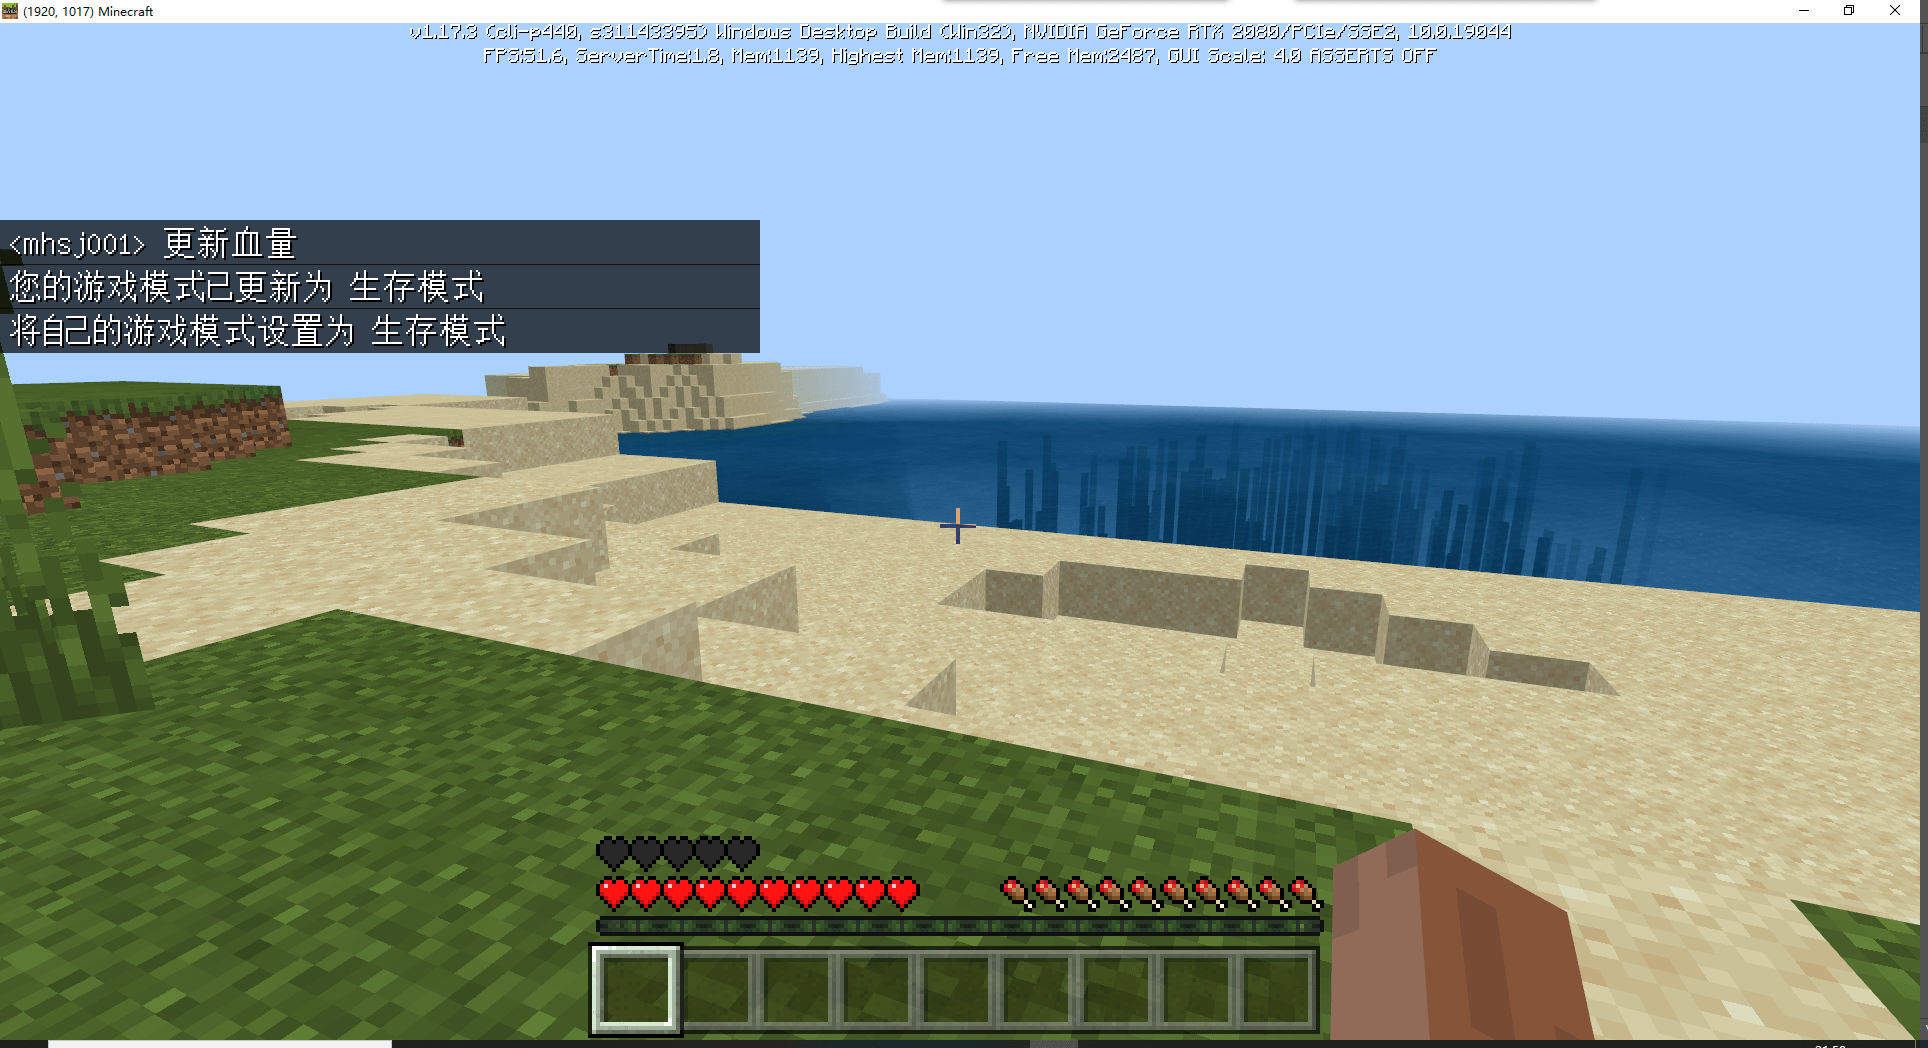 (1920, 1017) Minecraft
v1.17.3 (cli-p440, s311433395) Windows Desktop Build (Win32), NVIDIA GeForce RTX 2080/PCIe/SSE2, 10.0.19044
FPS:51.6, ServerTime:1.8, Mem:1139, Highest Mem:1139, Free Mem:2487, GUI Scale: 4.0 ASSERTS OFF
<mhsj001> 更新血量
您的游戏模式已更新为 生存模式
将自己的游戏模式设置为 生存模式